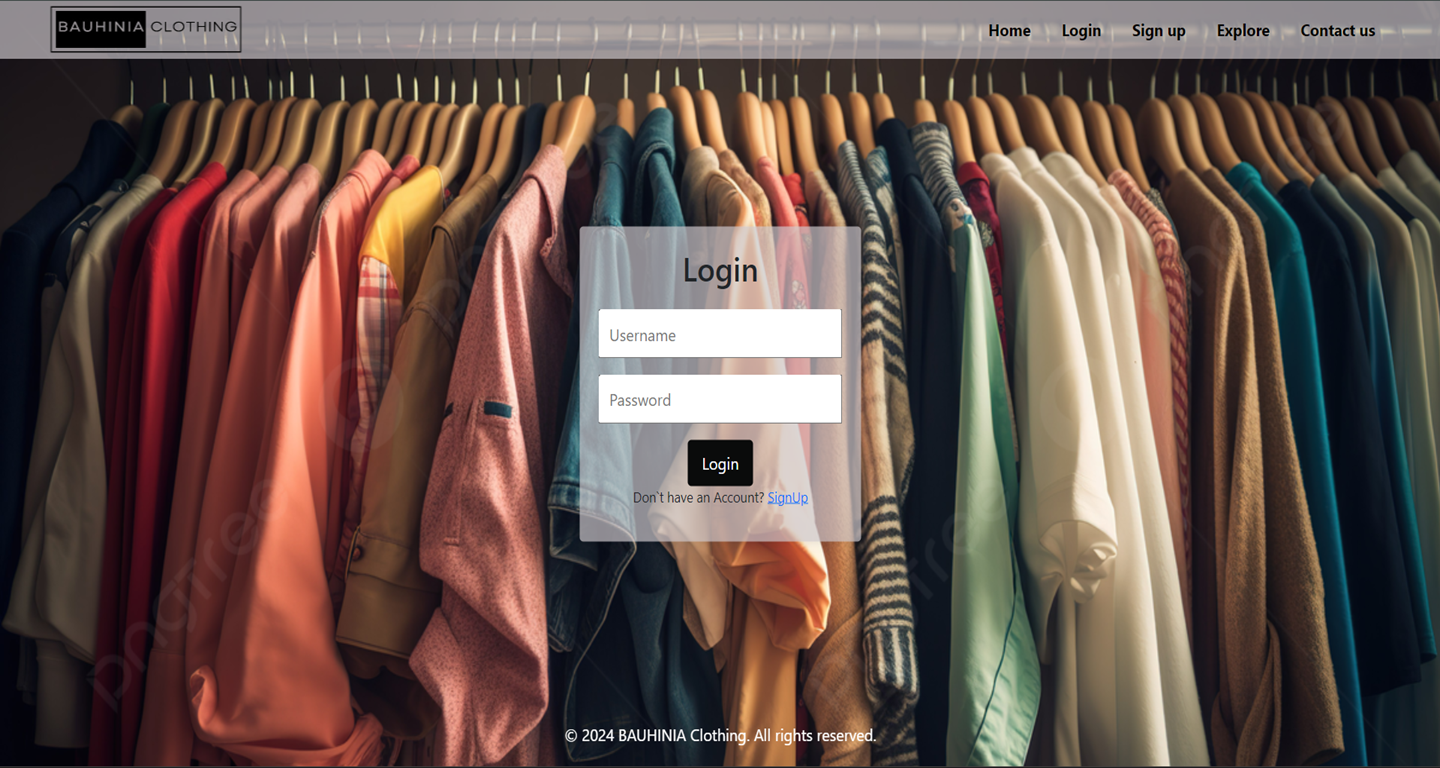 BAUHINIA CLOTHING
Home Login Sign up Explore Contact us
Login
Username
Password
Login
Don`t have an Account? SignUp
© 2024 BAUHINIA Clothing. All rights reserved.